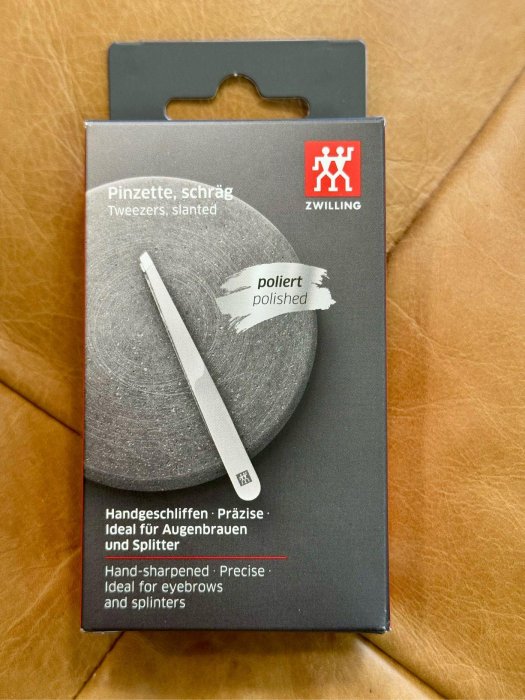 ZWILLING
Pinzette, schräg
Tweezers, slanted
poliert
polished
Handgeschliffen · Präzise ·
Ideal für Augenbrauen
und Splitter
Hand-sharpened · Precise ·
Ideal for eyebrows
and splinters